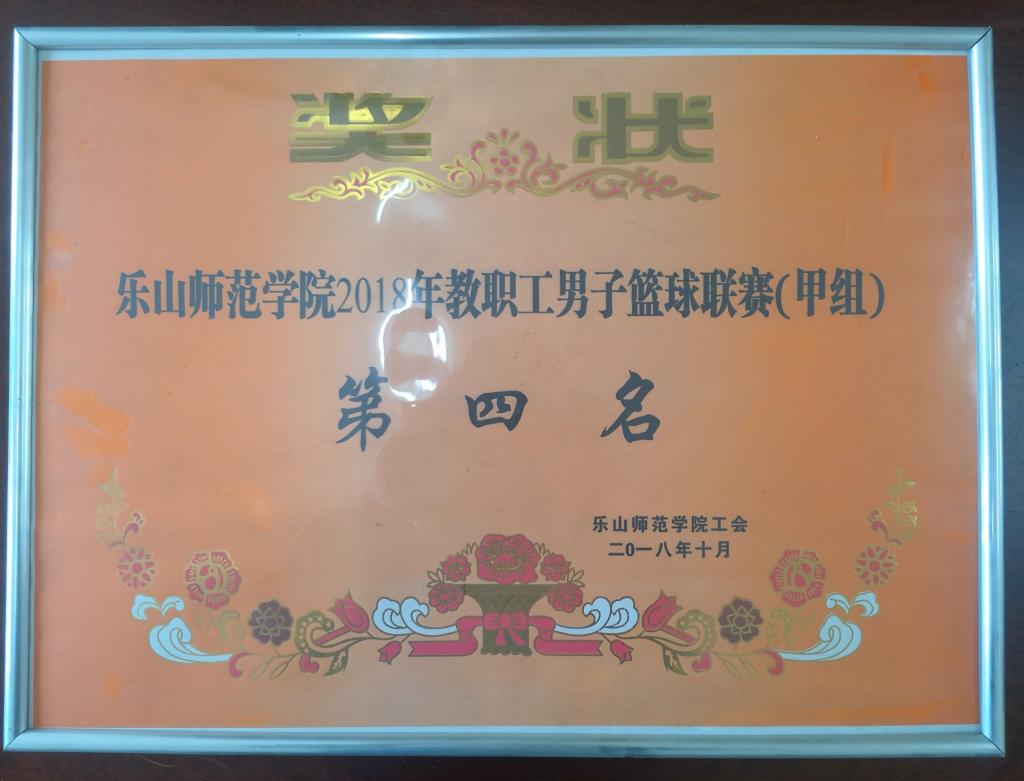 奖状
乐山师范学院2018年教职工男子篮球联赛(甲组)
第四名
乐山师范学院工会
二0一八年十月